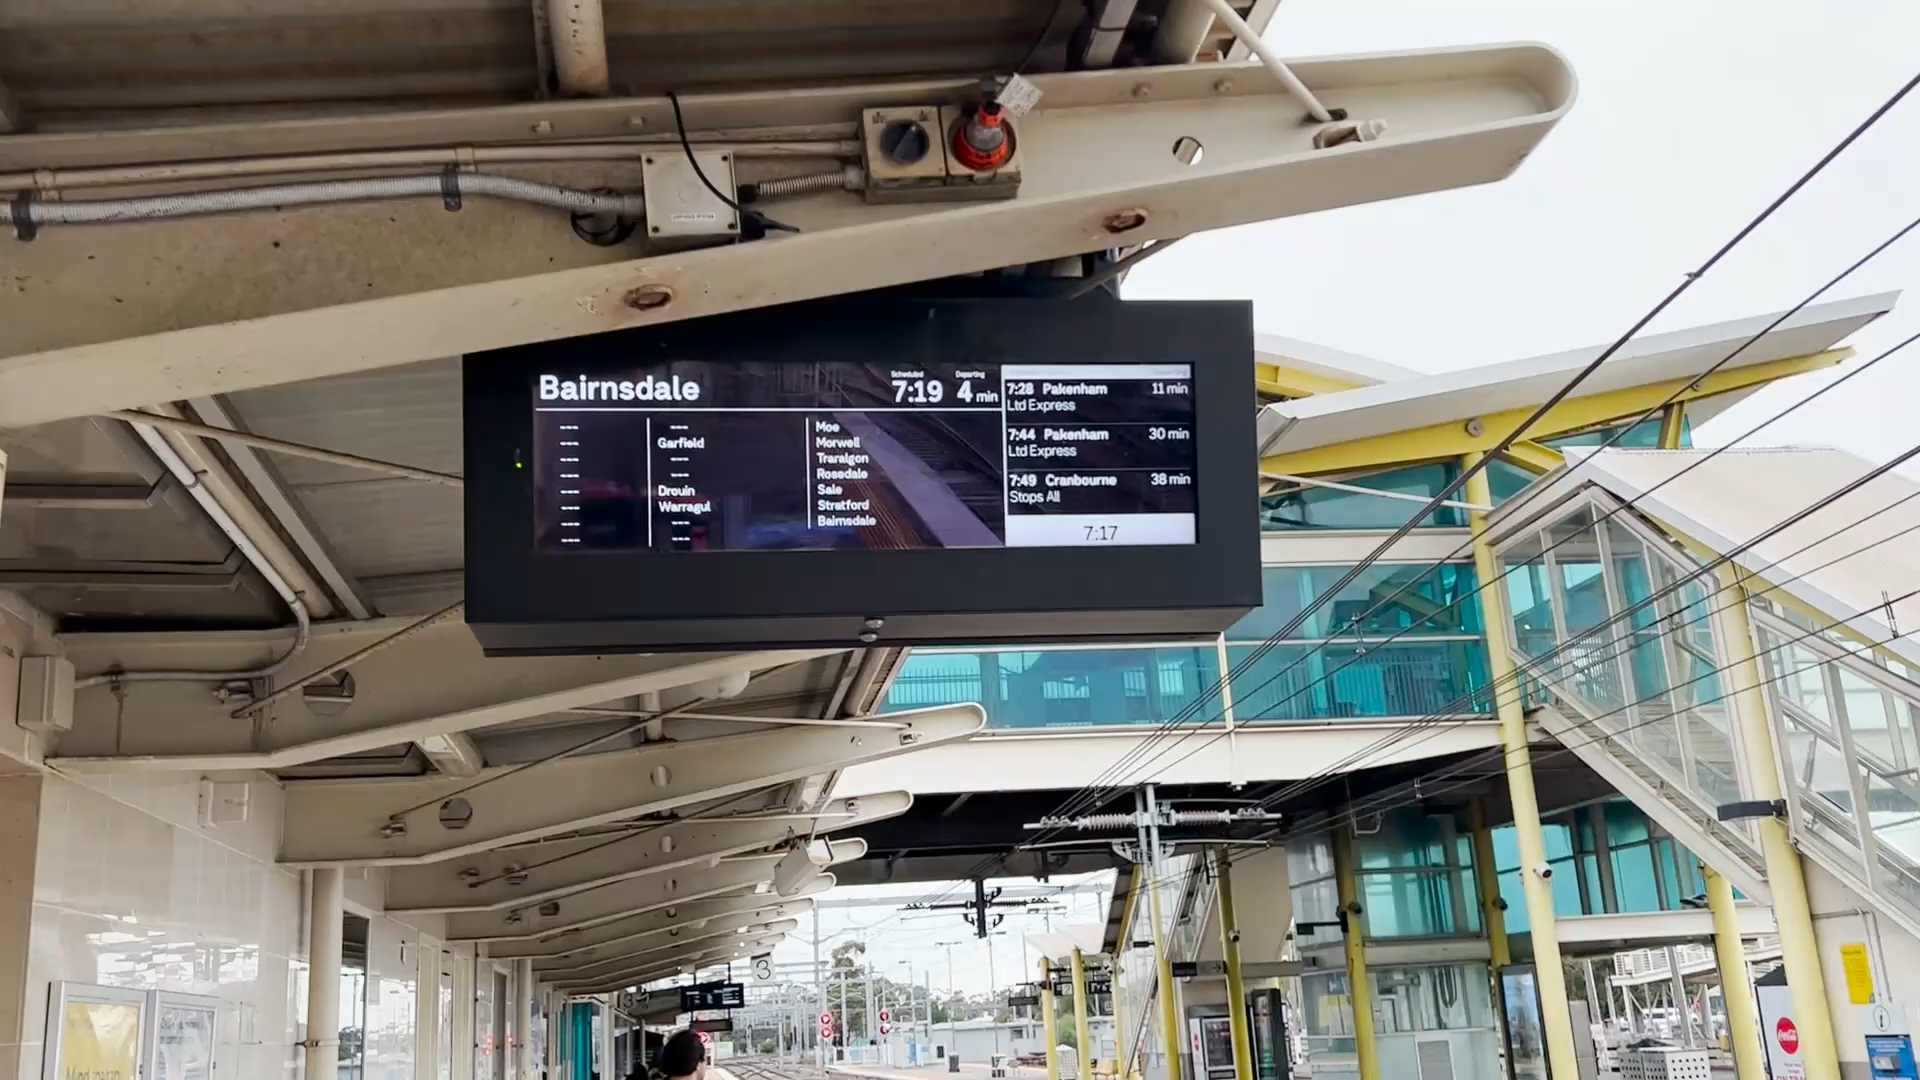 Bairnsdale
Scheduled
7:19
Departing
4 min
Garfield
Drouin
Warragul
Moe
Morwell
Traralgon
Rosedale
Sale
Stratford
Bairnsdale
7:28 Pakenham 11 min
Ltd Express
7:44 Pakenham 30 min
Ltd Express
7:49 Cranbourne 38 min
Stops All
7:17
3